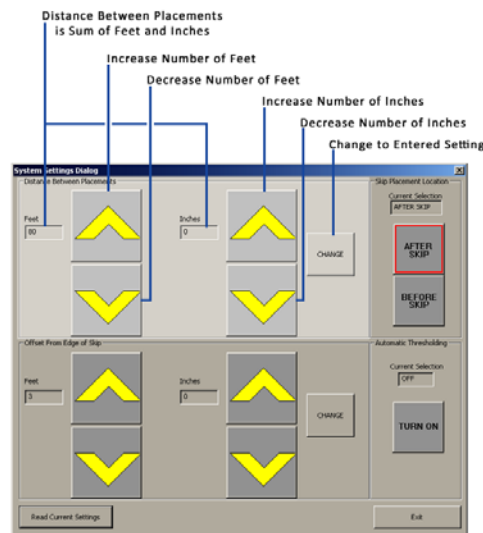 Distance Between Placements
is Sum of Feet and Inches
Increase Number of Feet
Decrease Number of Feet
Increase Number of Inches
Decrease Number of Inches
Change to Entered Setting
System Settings Dialog
Distance Between Placements
Skip Placement Location
Feet
80
Inches
0
CHANGE
Current Selection
AFTER SKIP
AFTER
SKIP
BEFORE
SKIP
Offset From Edge of Skip
Automatic Thresholding
Feet
3
Inches
0
CHANGE
Current Selection
OFF
TURN ON
Read Current Settings
Exit